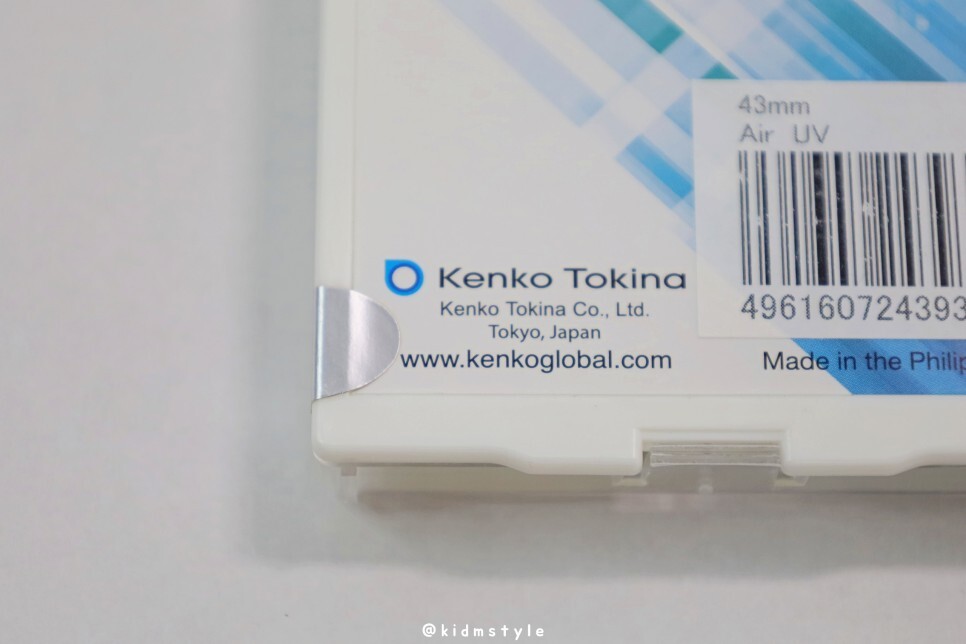 43mm
Air UV
496160724393
Kenko Tokina
Kenko Tokina Co., Ltd.
Tokyo, Japan
www.kenkoglobal.com
Made in the Philip
@kidmstyle